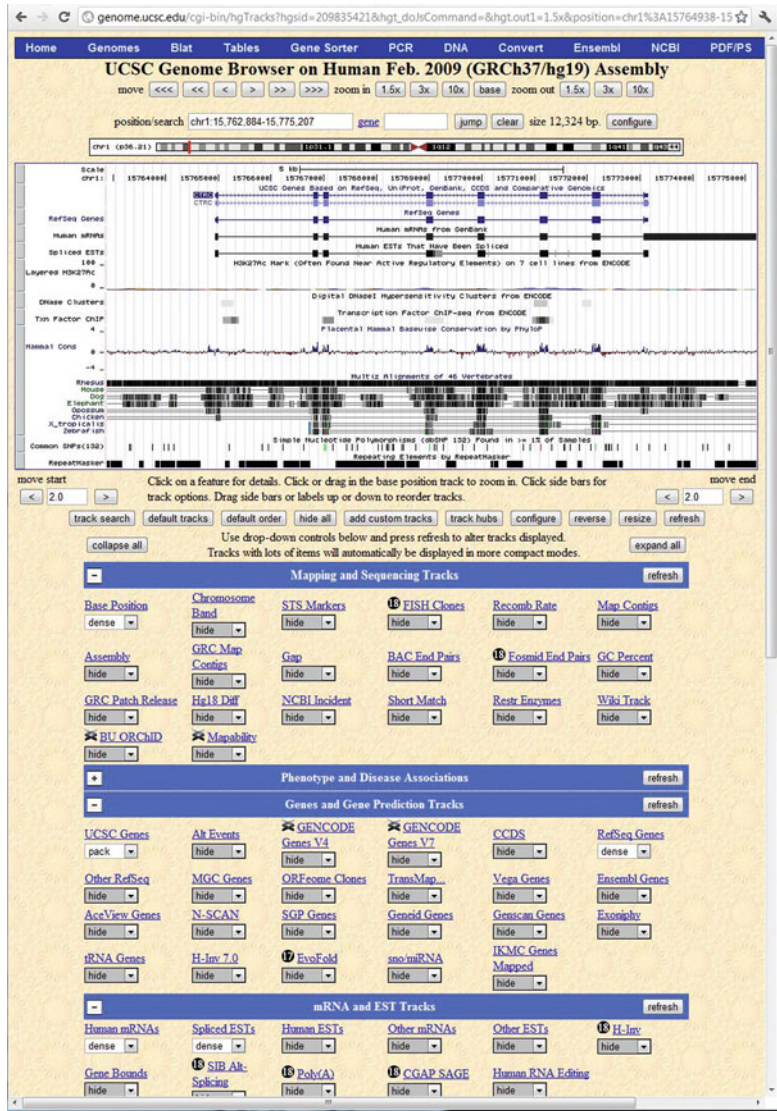 genome.ucsc.edu/cgi-bin/hgTracks?hgsid=209835421&hgt_doJsCommand=&hgt.out1=1.5x&position=chr1%3A15764938-15
Home Genomes Blat Tables Gene Sorter PCR DNA Convert Ensembl NCBI PDF/PS
UCSC Genome Browser on Human Feb. 2009 (GRCh37/hg19) Assembly
move <<< << < > >> >>> zoom in 1.5x 3x 10x base zoom out 1.5x 3x 10x
position/search chr1:15,762,884-15,775,207 gene jump clear size 12,324 bp. configure
chr1 (p36.21) 1p31.1 1q12 1q41 q43 44
Scale 5 kb
chr1: 15764000 15765000 15766000 15767000 15768000 15769000 15770000 15771000 15772000 15773000 15774000 15775000
UCSC Genes Based on RefSeq, UniProt, GenBank, CCDS and Comparative Genomics
CTRC
CTRC
RefSeq Genes
RefSeq Genes
Human mRNAs from GenBank
Human mRNAs
Human ESTs That Have Been Spliced
Spliced ESTs
H3K27Ac Mark (Often Found Near Active Regulatory Elements) on 7 cell lines from ENCODE
100 _
Layered H3K27Ac
0 _
Digital DNaseI Hypersensitivity Clusters from ENCODE
DNase Clusters
Transcription Factor ChIP-seq from ENCODE
Txn Factor ChIP
Placental Mammal Basewise Conservation by PhyloP
4 _
Mammal Cons
0 _
-4 _
Multiz Alignments of 46 Vertebrates
Rhesus
Mouse
Dog
Elephant
Opossum
Chicken
X_tropicalis
Zebrafish
Simple Nucleotide Polymorphisms (dbSNP 132) Found in >= 1% of Samples
Common SNPs(132)
Repeating Elements by RepeatMasker
RepeatMasker
move start Click on a feature for details. Click or drag in the base position track to zoom in. Click side bars for move end
< 2.0 > track options. Drag side bars or labels up or down to reorder tracks. < 2.0 >
track search default tracks default order hide all add custom tracks track hubs configure reverse resize refresh
collapse all Use drop-down controls below and press refresh to alter tracks displayed. expand all
Tracks with lots of items will automatically be displayed in more compact modes.
- Mapping and Sequencing Tracks refresh
Base Position Chromosome Band STS Markers 18 FISH Clones Recomb Rate Map Contigs
dense hide hide hide hide hide
Assembly GRC Map Contigs Gap BAC End Pairs 18 Fosmid End Pairs GC Percent
hide hide hide hide hide hide
GRC Patch Release Hg18 Diff NCBI Incident Short Match Restr Enzymes Wiki Track
hide hide hide hide hide hide
BU ORChID Mapability
hide hide
+ Phenotype and Disease Associations refresh
- Genes and Gene Prediction Tracks refresh
UCSC Genes Alt Events GENCODE Genes V4 GENCODE Genes V7 CCDS RefSeq Genes
pack hide hide hide hide dense
Other RefSeq MGC Genes ORFeome Clones TransMap... Vega Genes Ensembl Genes
hide hide hide hide hide hide
AceView Genes N-SCAN SGP Genes Geneid Genes Genscan Genes Exoniphy
hide hide hide hide hide hide
tRNA Genes H-Inv 7.0 17 EvoFold sno/miRNA IKMC Genes Mapped
hide hide hide hide hide
- mRNA and EST Tracks refresh
Human mRNAs Spliced ESTs Human ESTs Other mRNAs Other ESTs 18 H-Inv
dense dense hide hide hide hide
Gene Bounds 18 SIB Alt-Splicing 18 Poly(A) 18 CGAP SAGE Human RNA Editing
hide hide hide hide hide